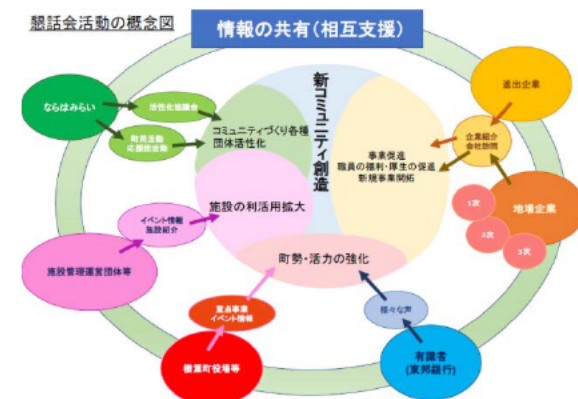 懇話会活動の概念図
情報の共有(相互支援)
ならはみらい
活性化協議会
町民活動
応援団活動
コミュニティづくり各種
団体活性化
新コミュニティ創造
進出企業
企業紹介
会社訪問
事業促進
職員の福利・厚生の促進
新規事業開拓
地場企業
1次
2次
3次
施設の利活用拡大
イベント情報
施設紹介
施設管理運営団体等
町勢・活力の強化
重点事業
イベント情報
楢葉町役場等
様々な声
有識者
(東邦銀行)